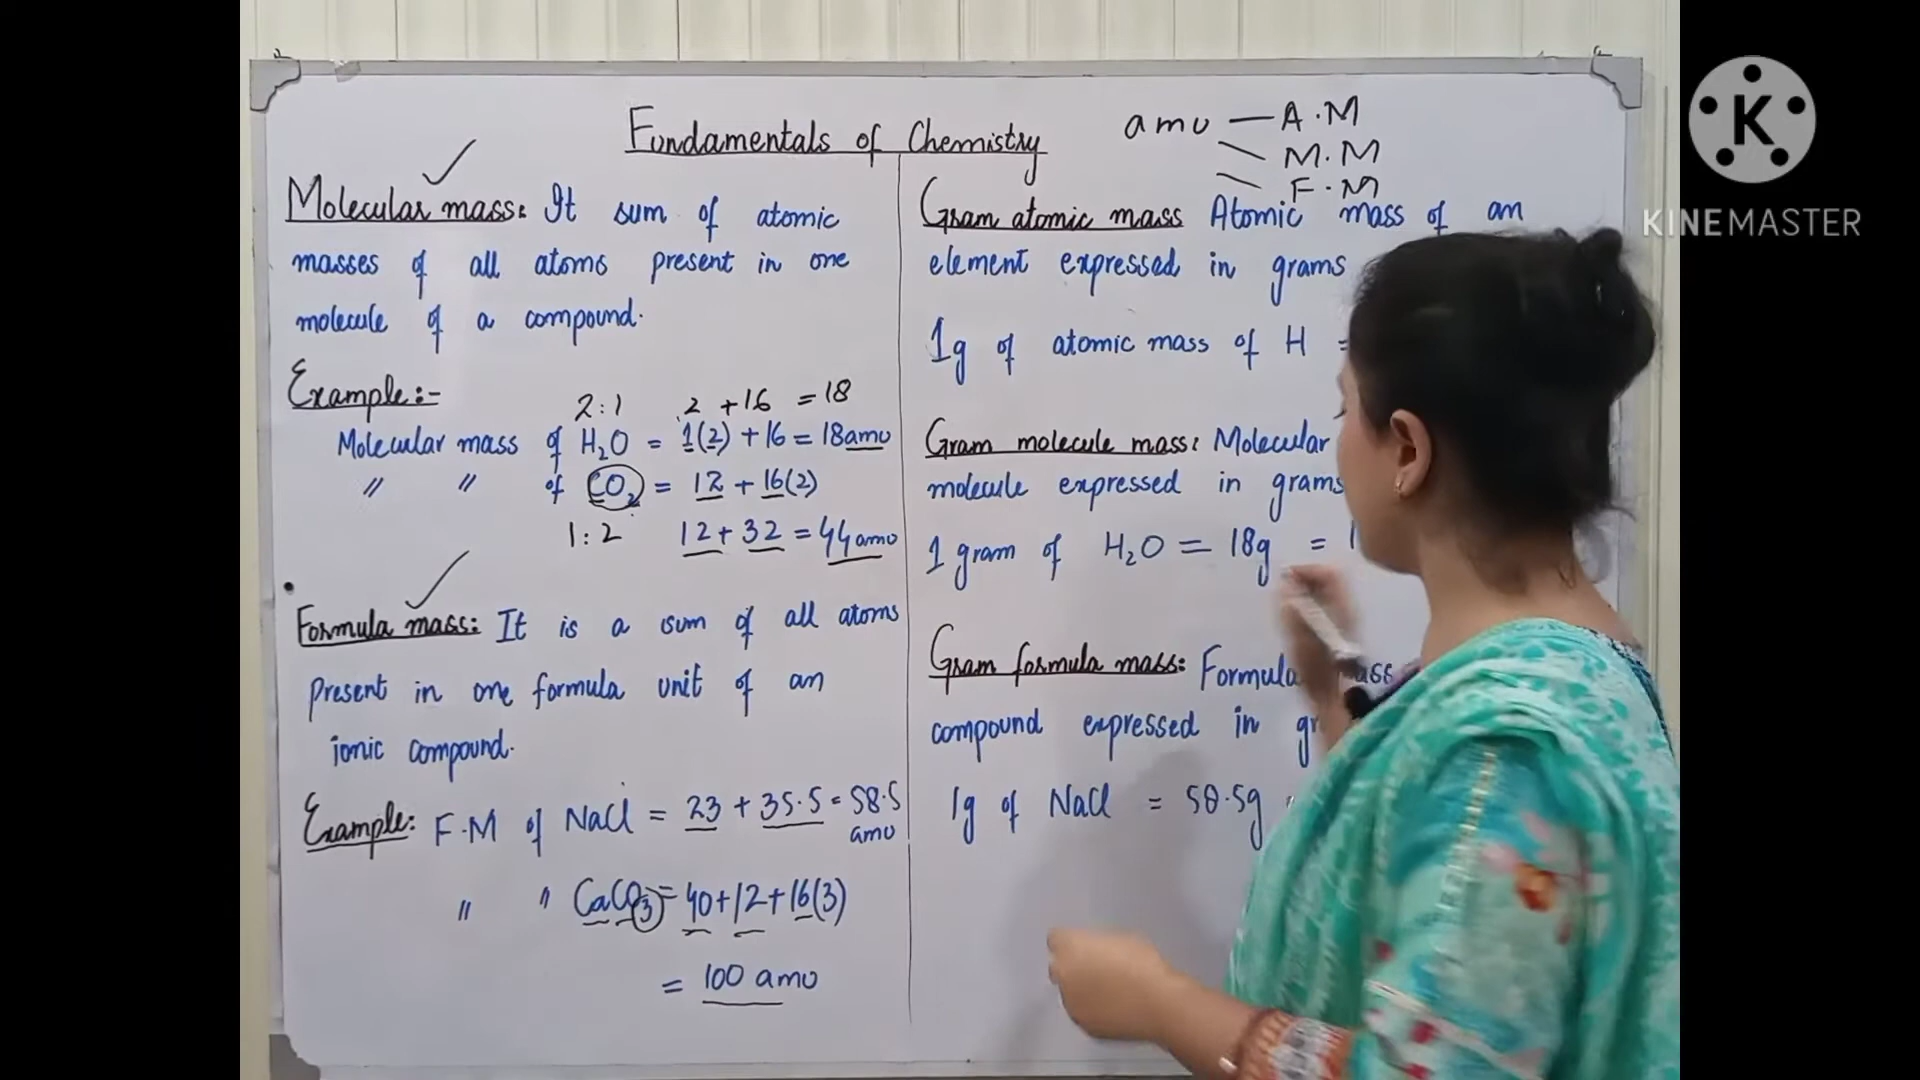 Fundamentals of Chemistry
amu — A.M
M.M
F.M
Molecular mass: It sum of atomic
masses of all atoms present in one
molecule of a compound.
Example:-
2:1 2 +16 = 18
Molecular mass of H₂O = 1(2) + 16 = 18amu
" " of CO₂ = 12 + 16(2)
1:2 12 + 32 = 44amu
Formula mass: It is a sum of all atoms
Present in one formula unit of an
ionic compound.
Example: F.M of NaCl = 23 + 35.5 = 58.5
amu
" " CaCO₃ = 40+12+16(3)
= 100 amu
Gram atomic mass Atomic mass of an
element expressed in grams
1g of atomic mass of H =
Gram molecule mass: Molecular
molecule expressed in grams
1 gram of H₂O = 18g = 1
Gram formula mass: Formula mass
compound expressed in
1g of NaCl = 58.5g
K
KINEMASTER